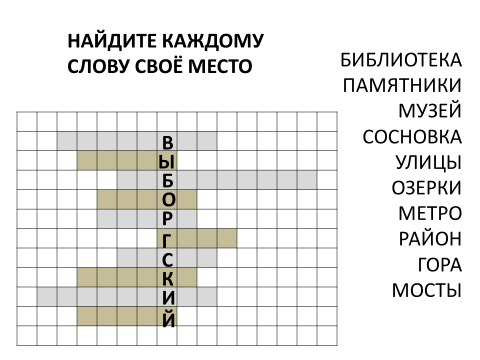 НАЙДИТЕ КАЖДОМУ
СЛОВУ СВОЁ МЕСТО
БИБЛИОТЕКА
ПАМЯТНИКИ
МУЗЕЙ
СОСНОВКА
УЛИЦЫ
ОЗЕРКИ
МЕТРО
РАЙОН
ГОРА
МОСТЫ
В
Ы
Б
О
Р
Г
С
К
И
Й